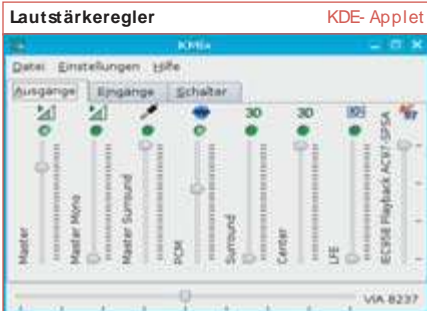 Lautstärkeregler KDE-Applet
KMix
Datei Einstellungen Hilfe
Ausgänge Eingänge Schalter
3D 3D
Master
Master Mono
Master Surround
PCM
Surround
Center
LFE
IEC958 Playback AC97-SPSA
VIA 8237